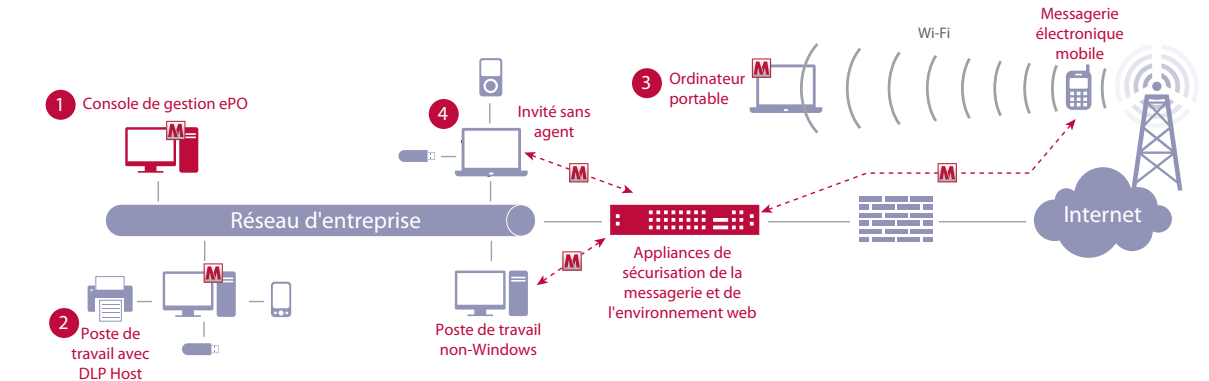 Messagerie
électronique
mobile
Wi-Fi
3 Ordinateur
portable
M
1 Console de gestion ePO
M
4 Invité sans
agent
M
M
Réseau d'entreprise
Internet
Appliances de
sécurisation de la
messagerie et de
l'environnement web
M
M
2 Poste de
travail avec
DLP Host
Poste de travail
non-Windows